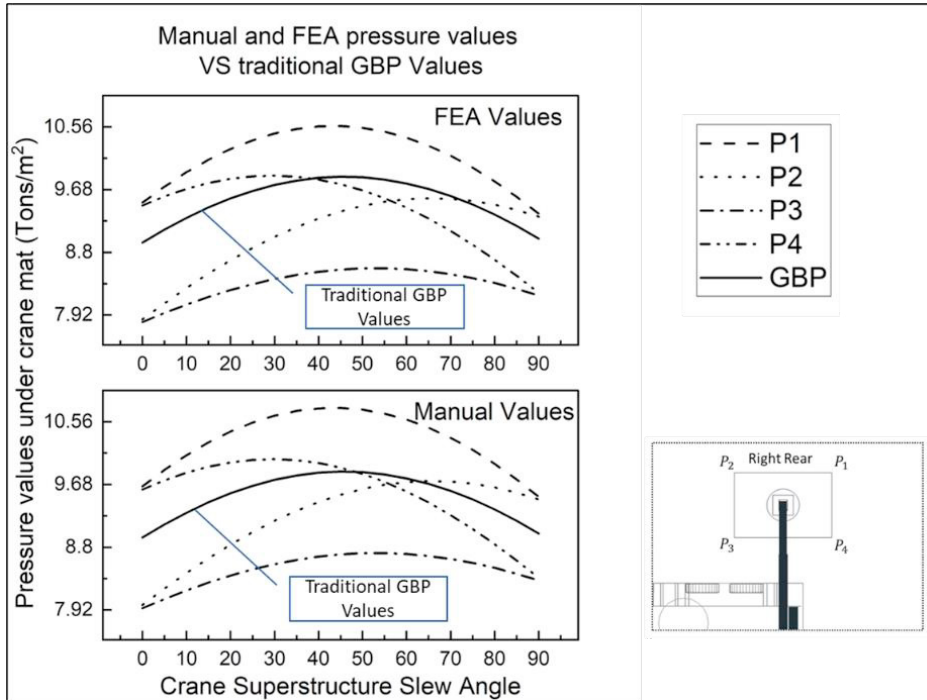 Manual and FEA pressure values
VS traditional GBP Values
Pressure values under crane mat (Tons/m²)
FEA Values
10.56
9.68
8.8
7.92
Traditional GBP
Values
0 10 20 30 40 50 60 70 80 90
Manual Values
10.56
9.68
8.8
7.92
Traditional GBP
Values
0 10 20 30 40 50 60 70 80 90
Crane Superstructure Slew Angle
P1
P2
P3
P4
GBP
P₂ Right Rear P₁
P₃ P₄